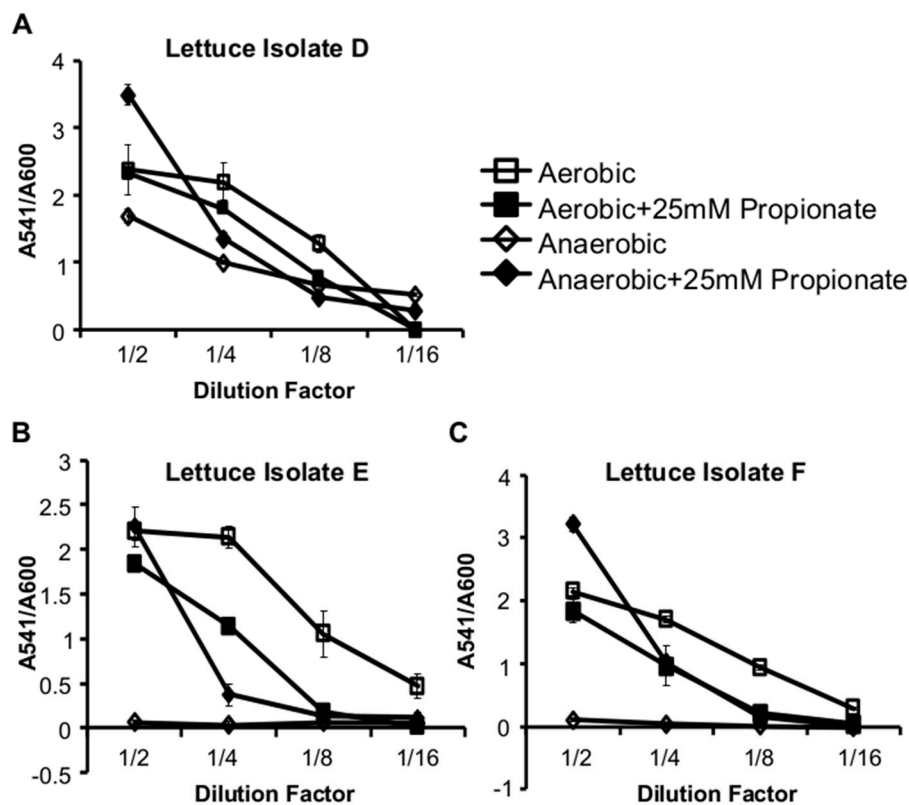 A
Lettuce Isolate D
4
3
2
1
0
A541/A600
1/2 1/4 1/8 1/16
Dilution Factor
Aerobic
Aerobic+25mM Propionate
Anaerobic
Anaerobic+25mM Propionate
B
Lettuce Isolate E
3
2.5
2
1.5
1
0.5
0
-0.5
A541/A600
1/2 1/4 1/8 1/16
Dilution Factor
C
Lettuce Isolate F
4
3
2
1
0
-1
A541/A600
1/2 1/4 1/8 1/16
Dilution Factor